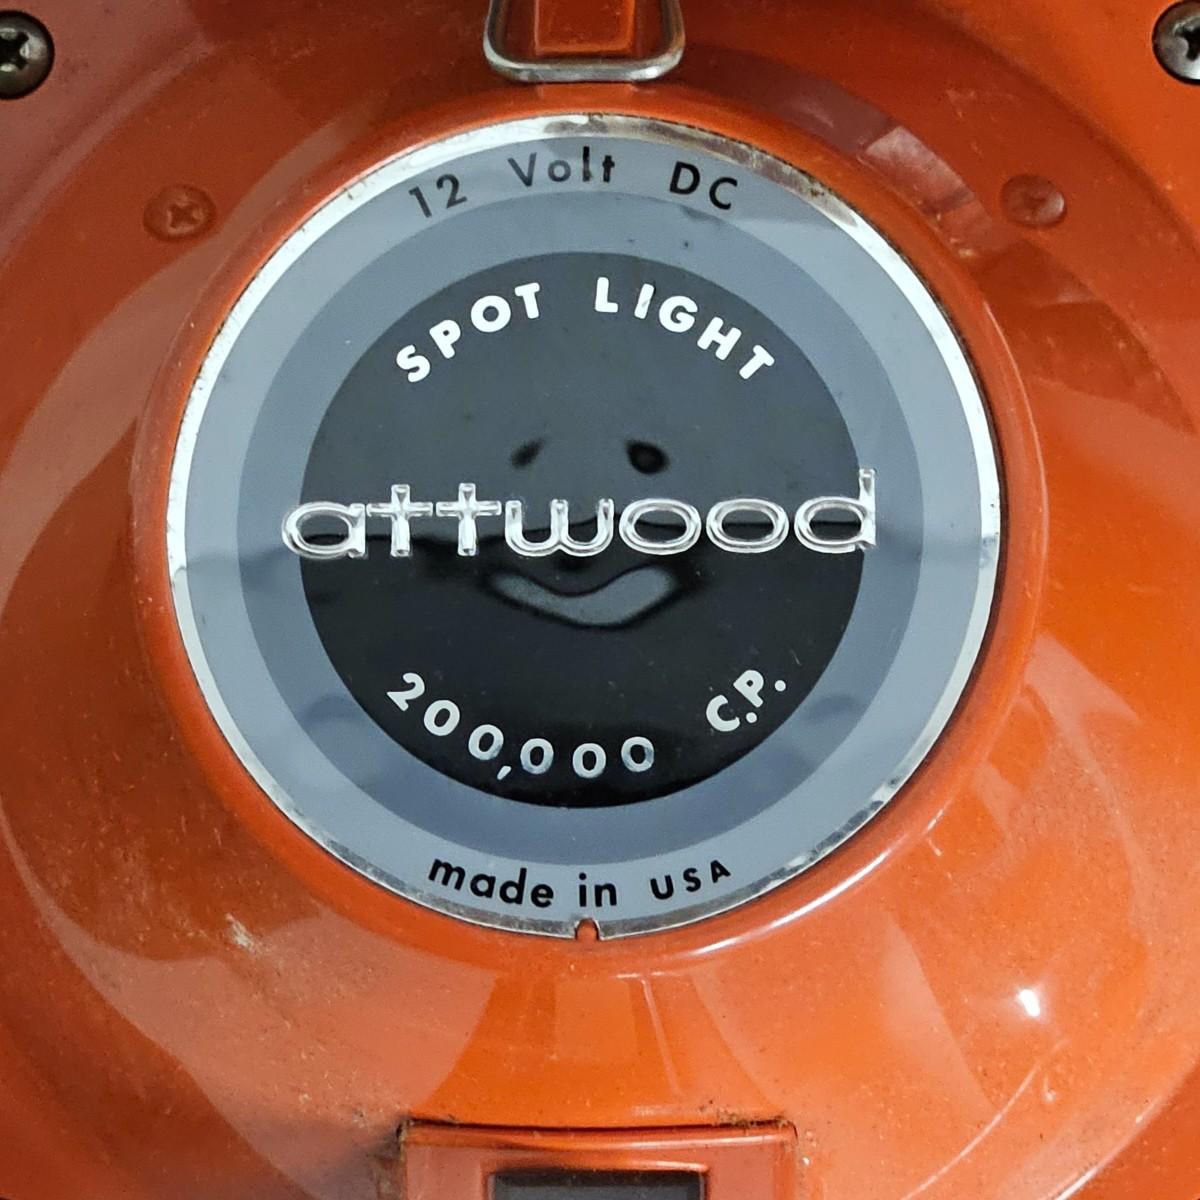 12 Volt DC
SPOT LIGHT
attwood
200,000 C.P.
made in USA